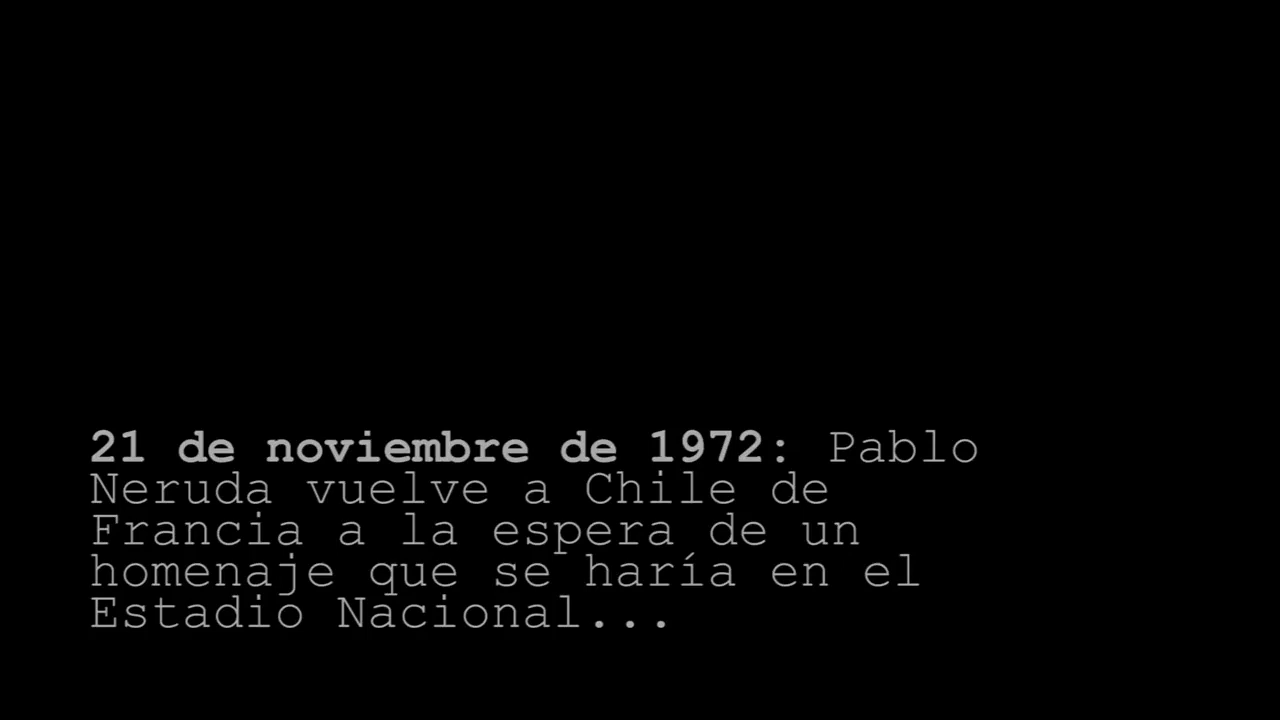 21 de noviembre de 1972: Pablo
Neruda vuelve a Chile de
Francia a la espera de un
homenaje que se haría en el
Estadio Nacional...